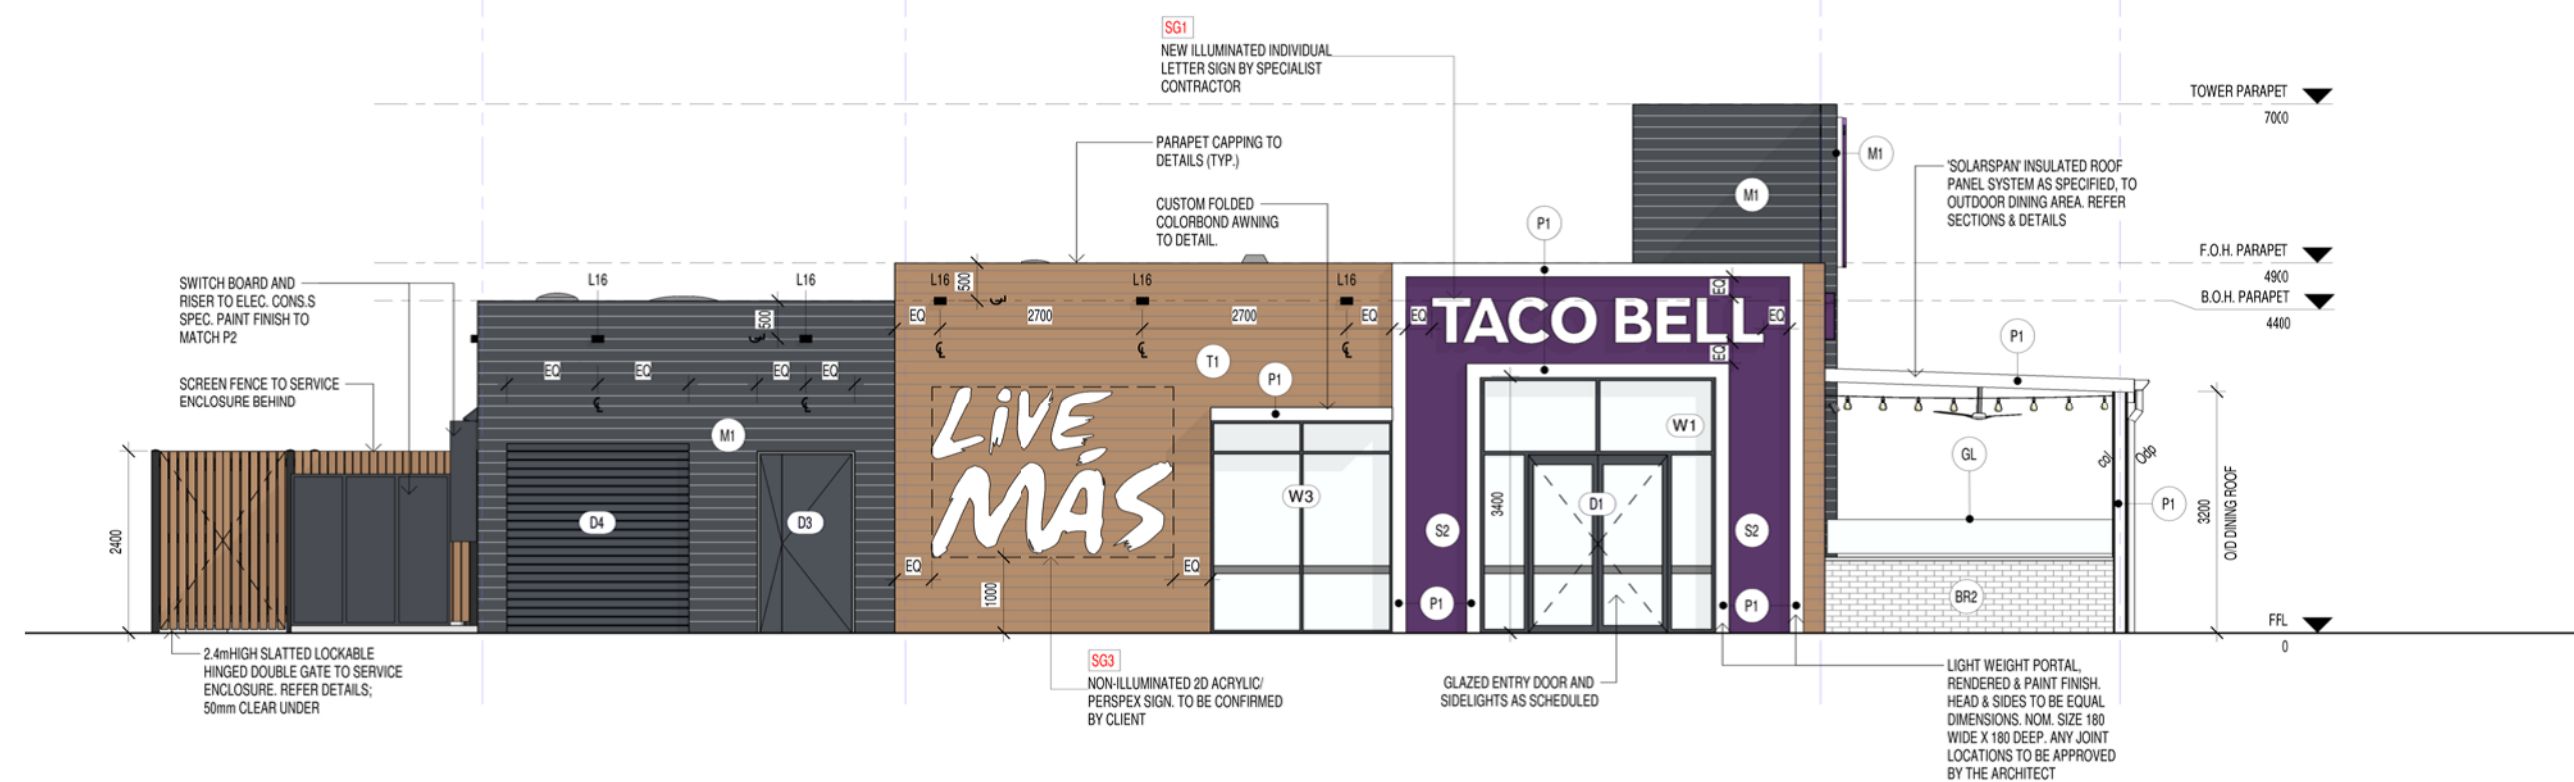 SG1
NEW ILLUMINATED INDIVIDUAL
LETTER SIGN BY SPECIALIST
CONTRACTOR
TOWER PARAPET
7000
PARAPET CAPPING TO
DETAILS (TYP.)
M1
M1
'SOLARSPAN' INSULATED ROOF
PANEL SYSTEM AS SPECIFIED, TO
OUTDOOR DINING AREA. REFER
SECTIONS & DETAILS
CUSTOM FOLDED
COLORBOND AWNING
TO DETAIL.
P1
F.O.H. PARAPET
4900
B.O.H. PARAPET
4400
SWITCH BOARD AND
RISER TO ELEC. CONS.S
SPEC. PAINT FINISH TO
MATCH P2
L16
L16
L16
500
L16
L16
EQ
2700
2700
EQ
EQ
EQ
TACO BELL
EQ
EQ
500
P1
T1
P1
EQ
EQ
EQ
EQ
SCREEN FENCE TO SERVICE
ENCLOSURE BEHIND
LiVE
MÁS
M1
W1
GL
col
Odp
D4
D3
W3
3400
D1
P1
3200
O/D DINING ROOF
2400
S2
S2
EQ
EQ
1000
P1
P1
BR2
FFL
0
2.4mHIGH SLATTED LOCKABLE
HINGED DOUBLE GATE TO SERVICE
ENCLOSURE. REFER DETAILS;
50mm CLEAR UNDER
SG3
NON-ILLUMINATED 2D ACRYLIC/
PERSPEX SIGN. TO BE CONFIRMED
BY CLIENT
GLAZED ENTRY DOOR AND
SIDELIGHTS AS SCHEDULED
LIGHT WEIGHT PORTAL,
RENDERED & PAINT FINISH.
HEAD & SIDES TO BE EQUAL
DIMENSIONS. NOM. SIZE 180
WIDE X 180 DEEP. ANY JOINT
LOCATIONS TO BE APPROVED
BY THE ARCHITECT